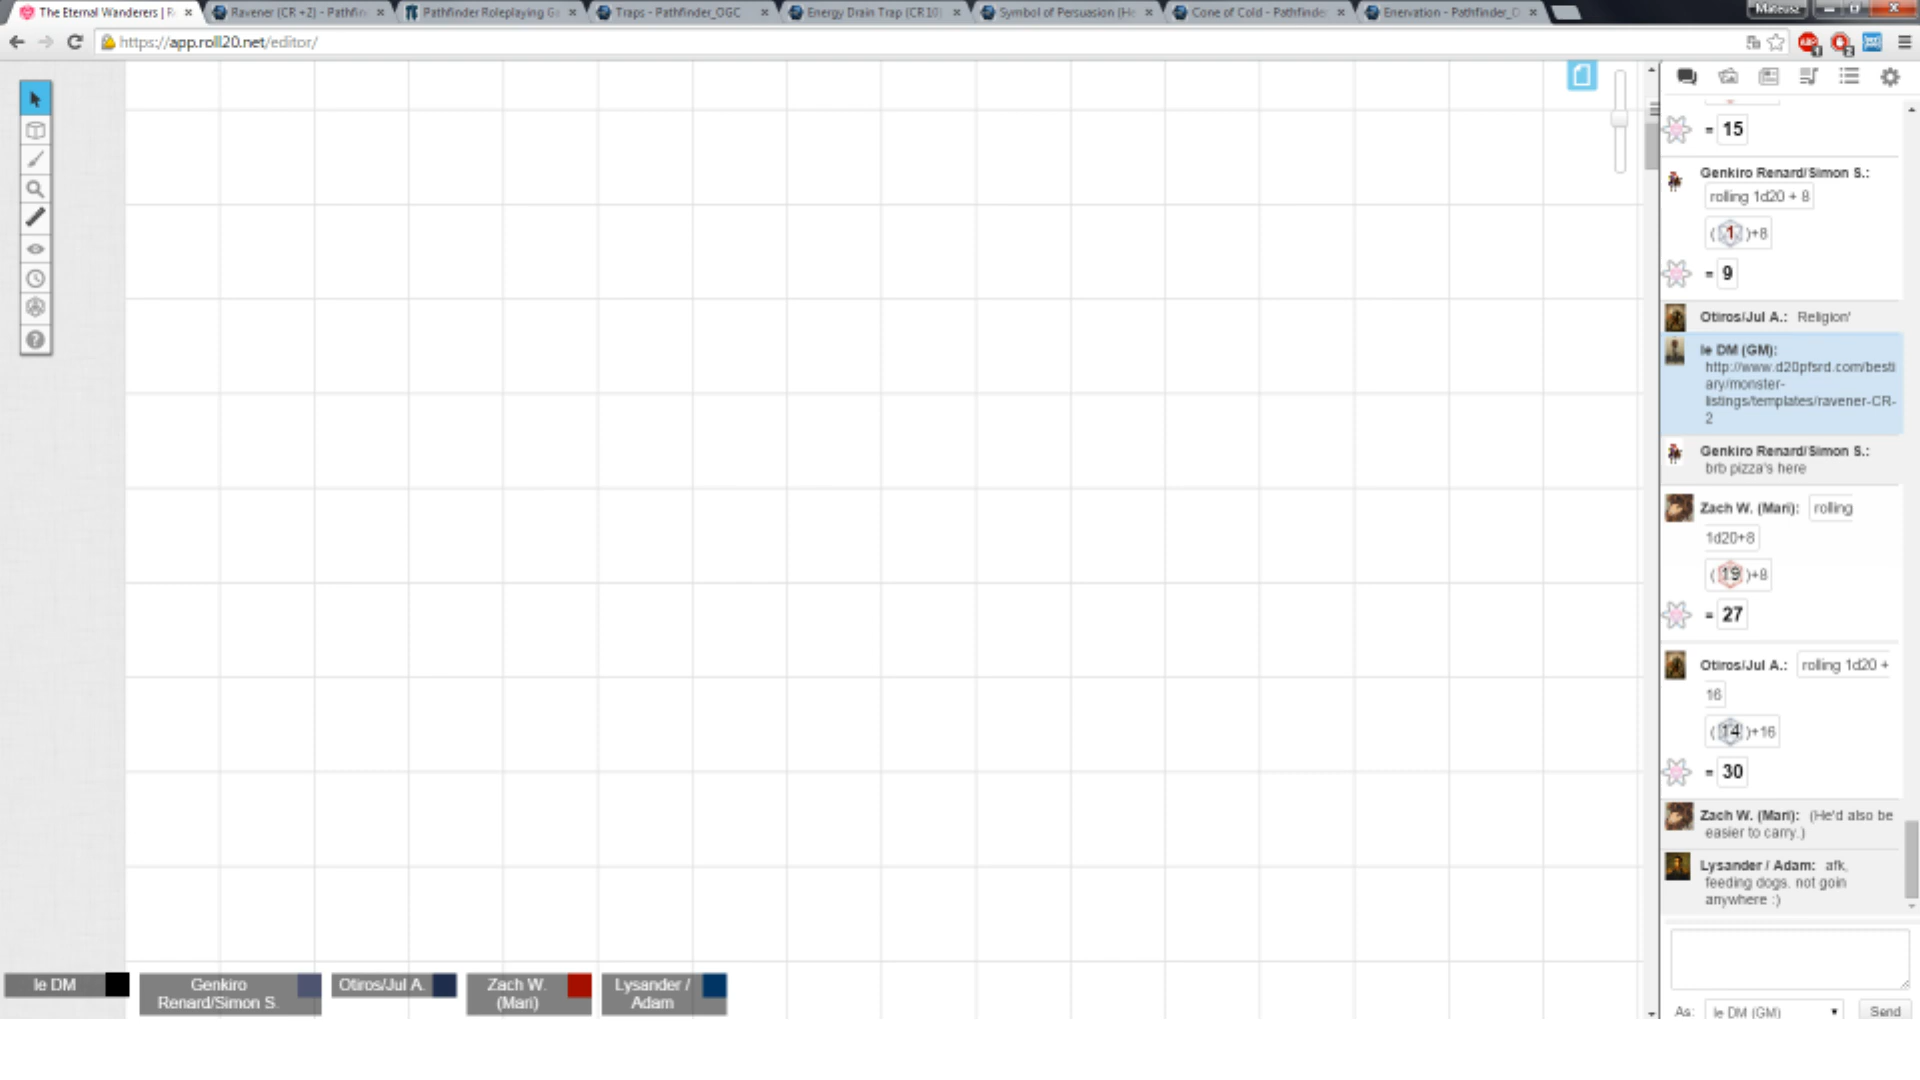 The Eternal Wanderers | R
Ravener (CR +2) - Pathfin
Pathfinder Roleplaying G
Traps - Pathfinder_OGC
Energy Drain Trap (CR10)
Symbol of Persuasion (He
Cone of Cold - Pathfinder
Enervation - Pathfinder_O
Mateusz
https://app.roll20.net/editor/
= 15
Genkiro Renard/Simon S.:
rolling 1d20 + 8
(1)+8
= 9
Otiros/Jul A.: Religion'
le DM (GM):
http://www.d20pfsrd.com/besti
ary/monster-
listings/templates/ravener-CR-
2
Genkiro Renard/Simon S.:
brb pizza's here
Zach W. (Mari): rolling
1d20+8
(19)+8
= 27
Otiros/Jul A.: rolling 1d20 +
16
(14)+16
= 30
Zach W. (Mari): (He'd also be
easier to carry.)
Lysander / Adam: afk,
feeding dogs. not goin
anywhere :)
As: le DM (GM) Send
le DM
Genkiro
Renard/Simon S.
Otiros/Jul A.
Zach W.
(Mari)
Lysander /
Adam